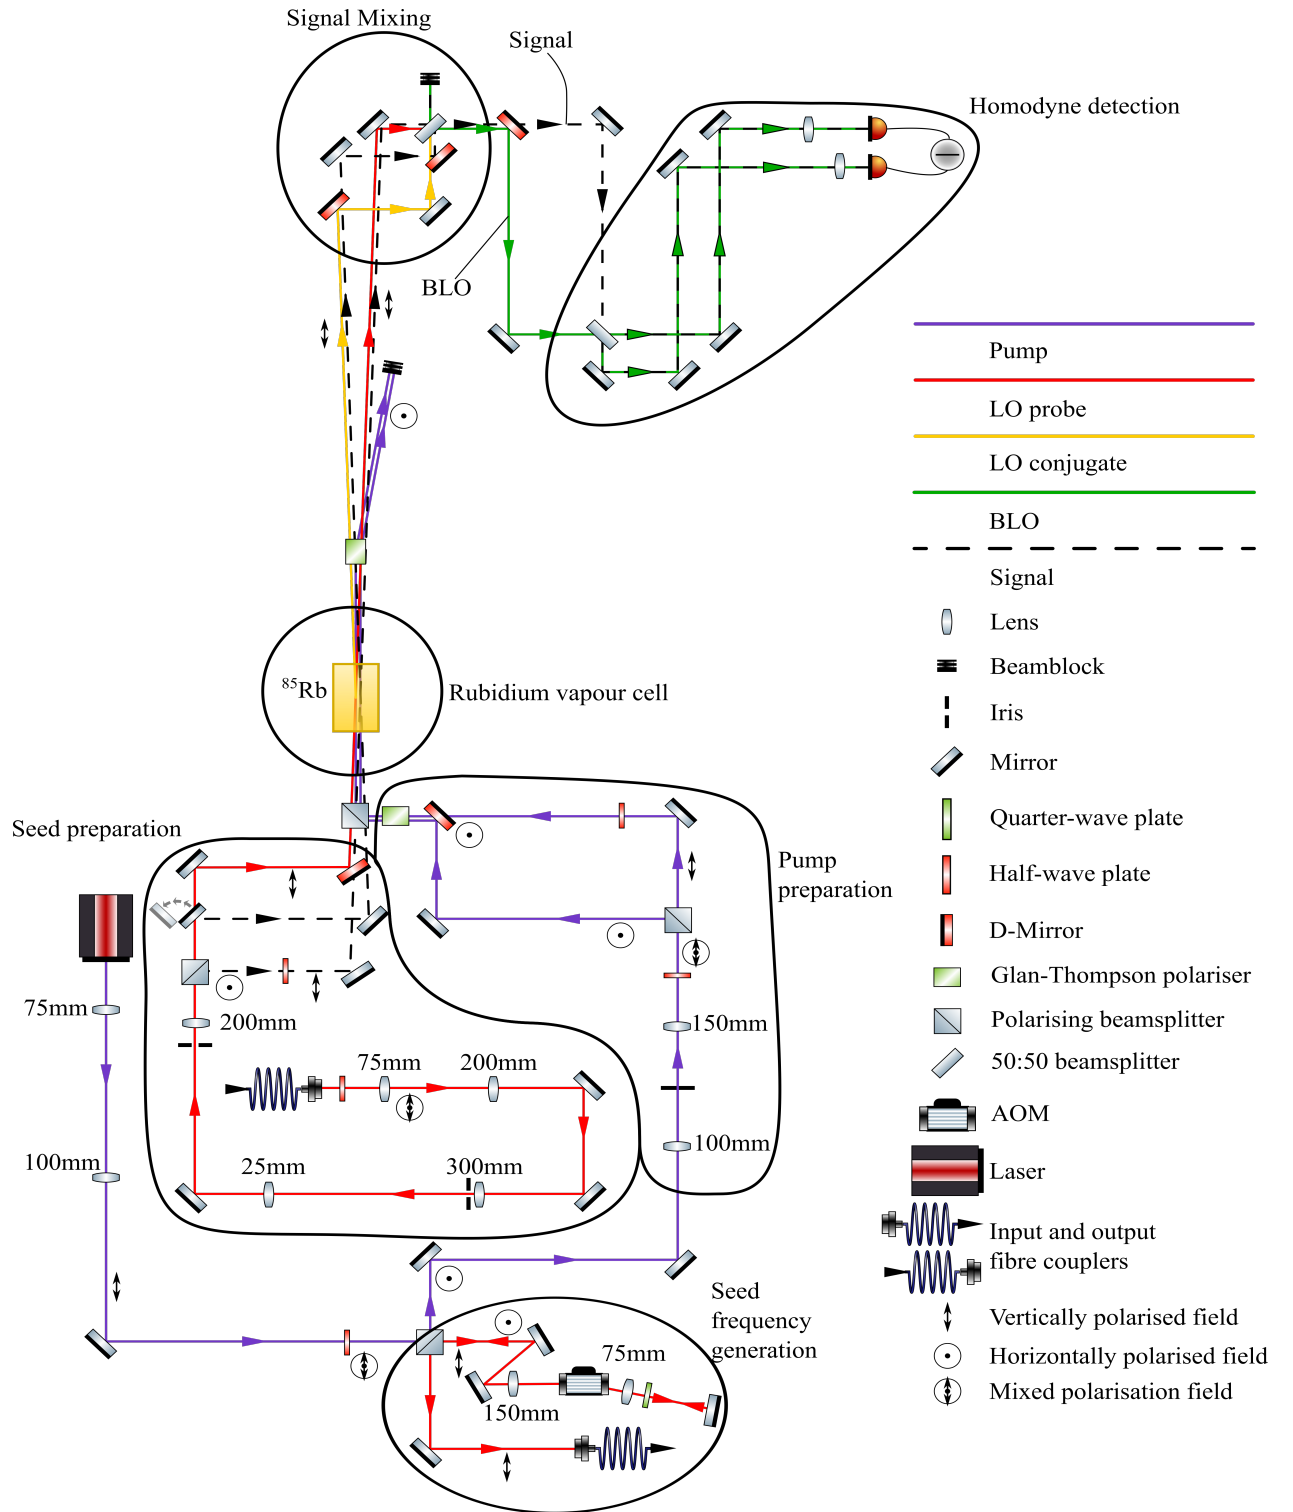 Signal Mixing
Signal
Homodyne detection
BLO
Pump
LO probe
LO conjugate
BLO
Signal
Lens
Beamblock
Iris
Mirror
Quarter-wave plate
Half-wave plate
D-Mirror
Glan-Thompson polariser
Polarising beamsplitter
50:50 beamsplitter
AOM
Laser
Input and output
fibre couplers
Vertically polarised field
Horizontally polarised field
Mixed polarisation field
⁸⁵Rb
Rubidium vapour cell
Seed preparation
Pump
preparation
75mm
200mm
150mm
75mm
200mm
100mm
100mm
25mm
300mm
Seed
frequency
generation
75mm
150mm